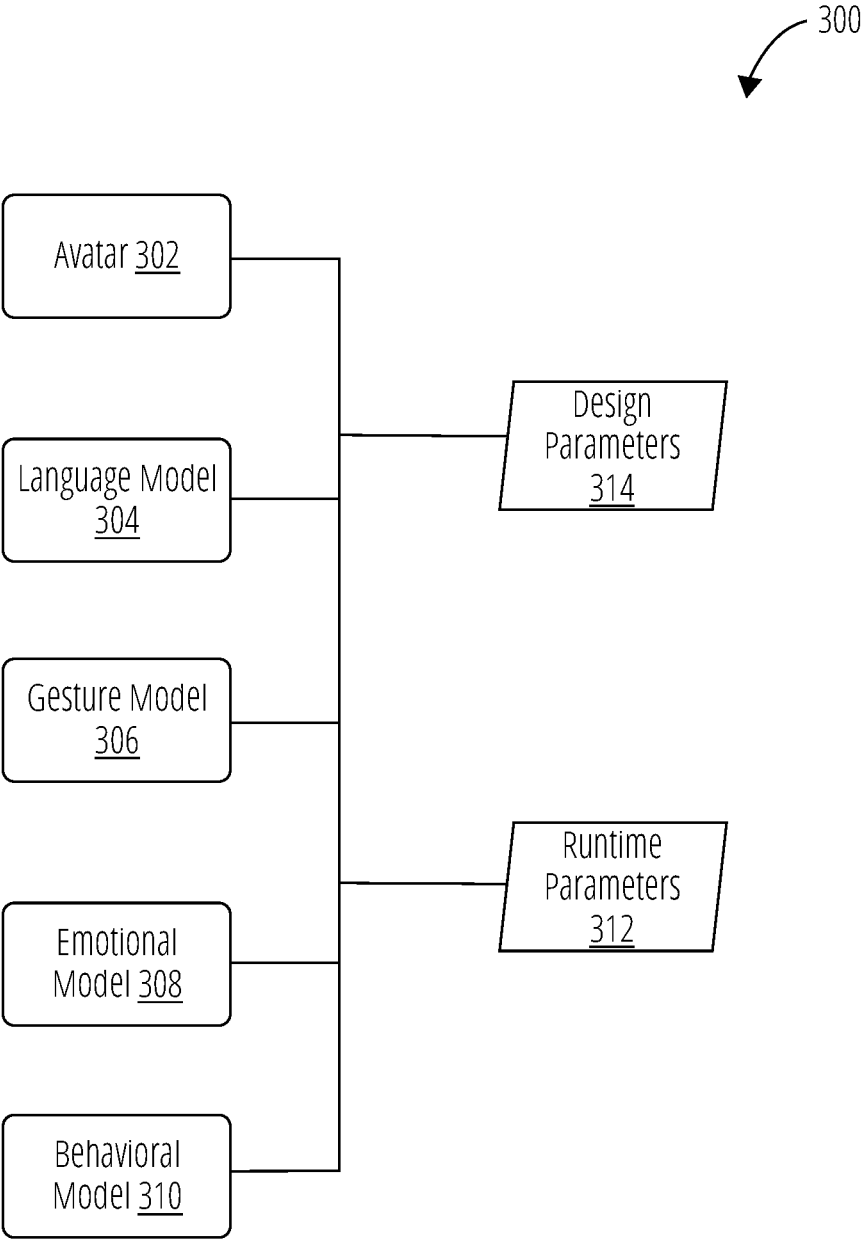 300
Avatar 302
Design
Parameters
314
Language Model
304
Gesture Model
306
Runtime
Parameters
312
Emotional
Model 308
Behavioral
Model 310